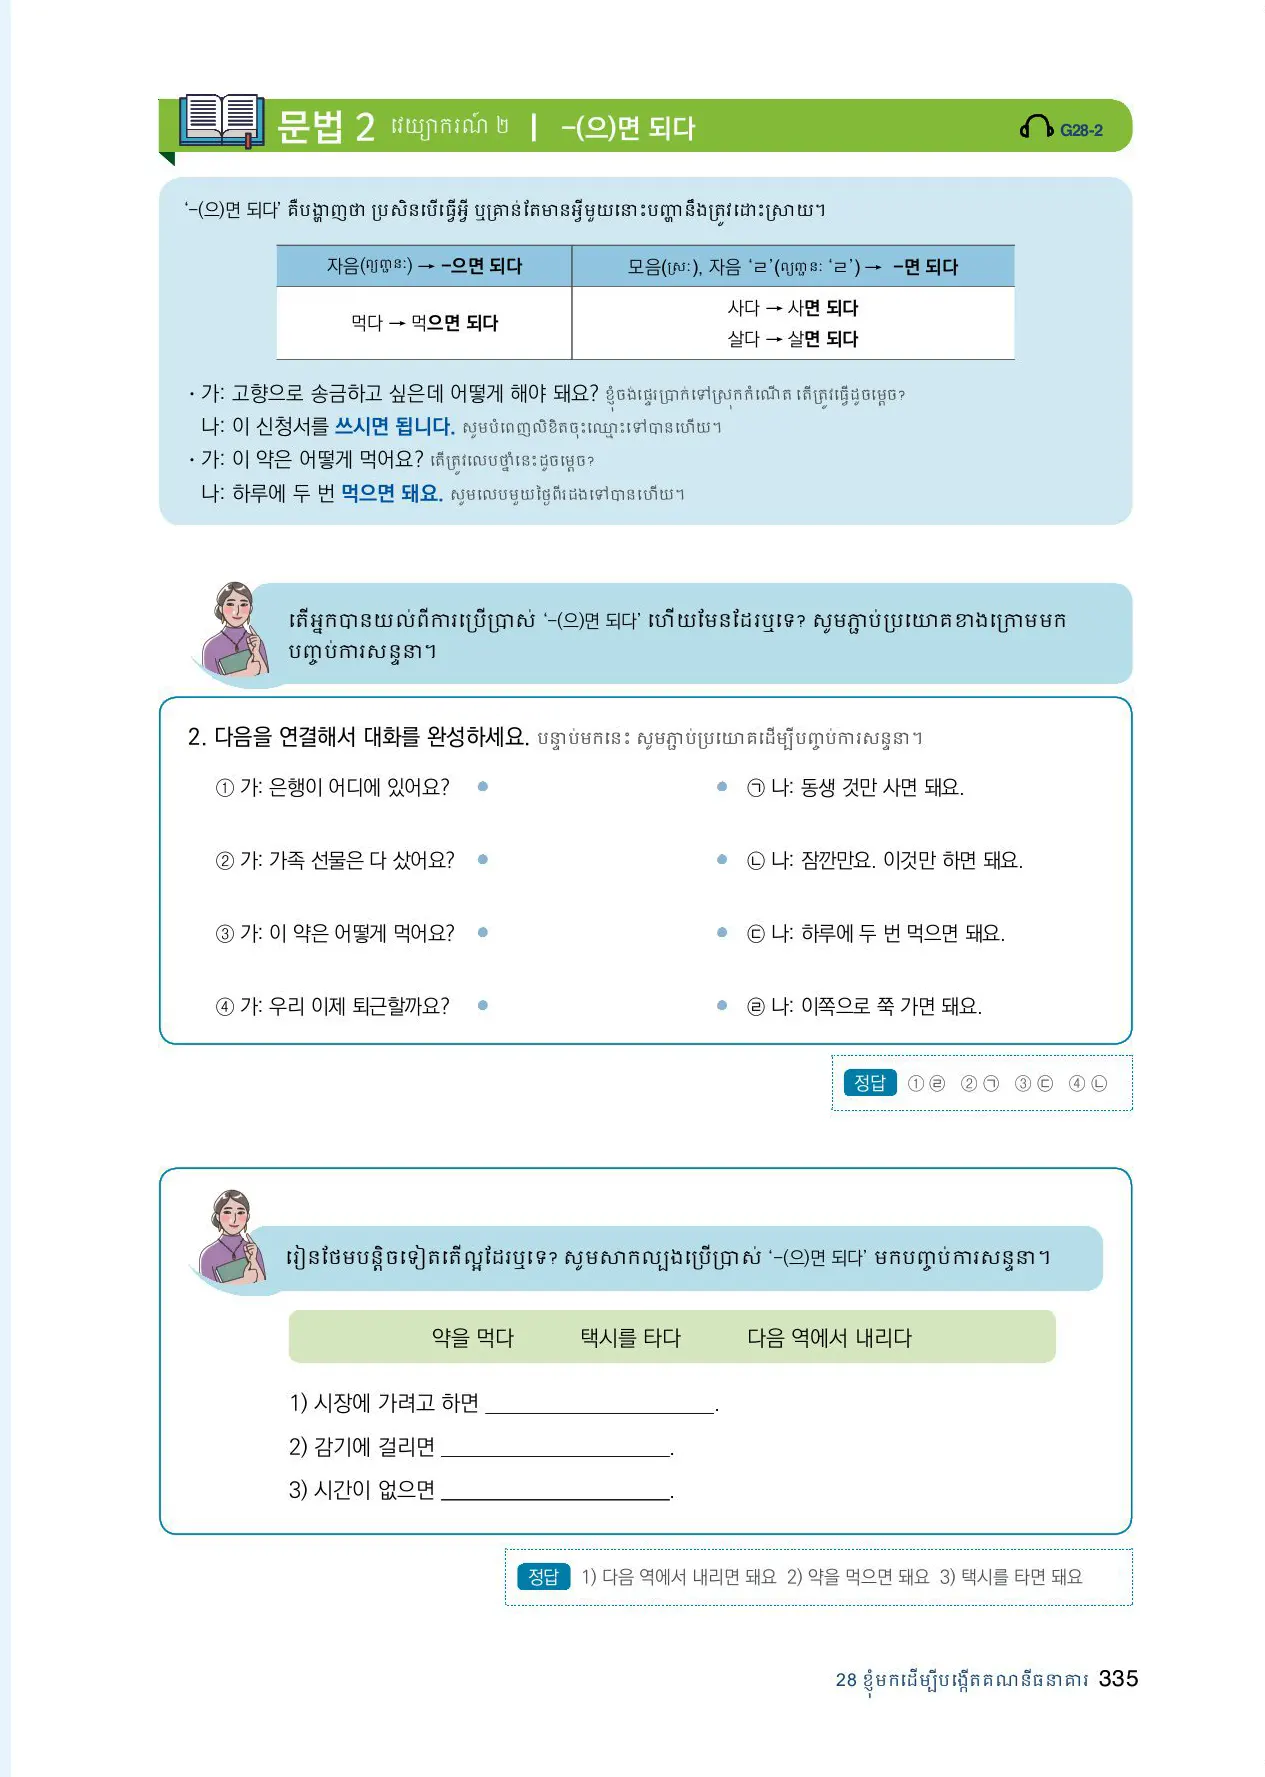 문법 2 វេយ្យាករណ៍ ២ | -(으)면 되다 G28-2
‘-(으)면 되다’ គឺបង្ហាញថា ប្រសិនបើធ្វើអ្វី ឬគ្រាន់តែមានអ្វីមួយនោះបញ្ហានឹងត្រូវដោះស្រាយ។
자음(ព្យញ្ជនៈ) → -으면 되다 모음(ស្រៈ), 자음 ‘ㄹ’(ព្យញ្ជនៈ ‘ㄹ’) → -면 되다
먹다 → 먹으면 되다
사다 → 사면 되다
살다 → 살면 되다
· 가: 고향으로 송금하고 싶은데 어떻게 해야 돼요? ខ្ញុំចង់ផ្ទេរប្រាក់ទៅស្រុកកំណើត តើត្រូវធ្វើដូចម្តេច?
나: 이 신청서를 쓰시면 됩니다. សូមបំពេញលិខិតចុះឈ្មោះទៅបានហើយ។
· 가: 이 약은 어떻게 먹어요? តើត្រូវលេបថ្នាំនេះដូចម្តេច?
나: 하루에 두 번 먹으면 돼요. សូមលេបមួយថ្ងៃពីរដងទៅបានហើយ។
តើអ្នកបានយល់ពីការប្រើប្រាស់ ‘-(으)면 되다’ ហើយមែនដែរឬទេ? សូមភ្ជាប់ប្រយោគខាងក្រោមមក
បញ្ចប់ការសន្ទនា។
2. 다음을 연결해서 대화를 완성하세요. បន្ទាប់មកនេះ សូមភ្ជាប់ប្រយោគដើម្បីបញ្ចប់ការសន្ទនា។
① 가: 은행이 어디에 있어요? • • ㉠ 나: 동생 것만 사면 돼요.
② 가: 가족 선물은 다 샀어요? • • ㉡ 나: 잠깐만요. 이것만 하면 돼요.
③ 가: 이 약은 어떻게 먹어요? • • ㉢ 나: 하루에 두 번 먹으면 돼요.
④ 가: 우리 이제 퇴근할까요? • • ㉣ 나: 이쪽으로 쭉 가면 돼요.
정답 ①㉣ ②㉠ ③㉢ ④㉡
រៀនថែមបន្តិចទៀតតើល្អដែរឬទេ? សូមសាកល្បងប្រើប្រាស់ ‘-(으)면 되다’ មកបញ្ចប់ការសន្ទនា។
약을 먹다 택시를 타다 다음 역에서 내리다
1) 시장에 가려고 하면 ____________________.
2) 감기에 걸리면 ____________________.
3) 시간이 없으면 ____________________.
정답 1) 다음 역에서 내리면 돼요 2) 약을 먹으면 돼요 3) 택시를 타면 돼요
28 ខ្ញុំមកដើម្បីបង្កើតគណនីធនាគារ 335